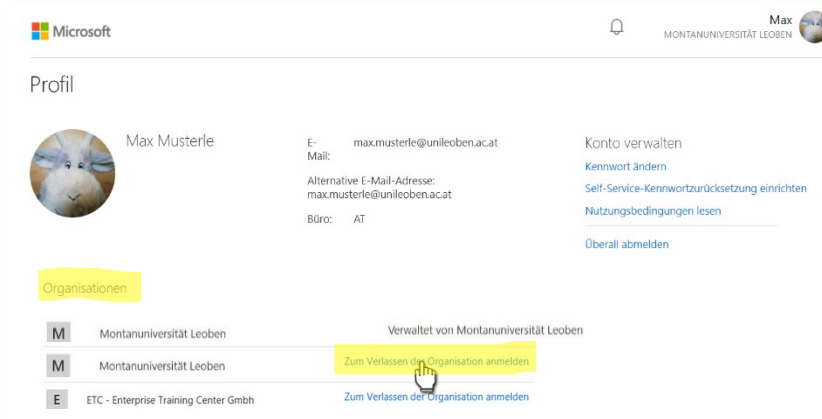 Microsoft
Max
MONTANUNIVERSITÄT LEOBEN
Profil
Max Musterle
E-Mail: max.musterle@unileoben.ac.at
Alternative E-Mail-Adresse:
max.musterle@unileoben.ac.at
Büro: AT
Konto verwalten
Kennwort ändern
Self-Service-Kennwortzurücksetzung einrichten
Nutzungsbedingungen lesen
Überall abmelden
Organisationen
M Montanuniversität Leoben Verwaltet von Montanuniversität Leoben
M Montanuniversität Leoben Zum Verlassen der Organisation anmelden
E ETC - Enterprise Training Center Gmbh Zum Verlassen der Organisation anmelden